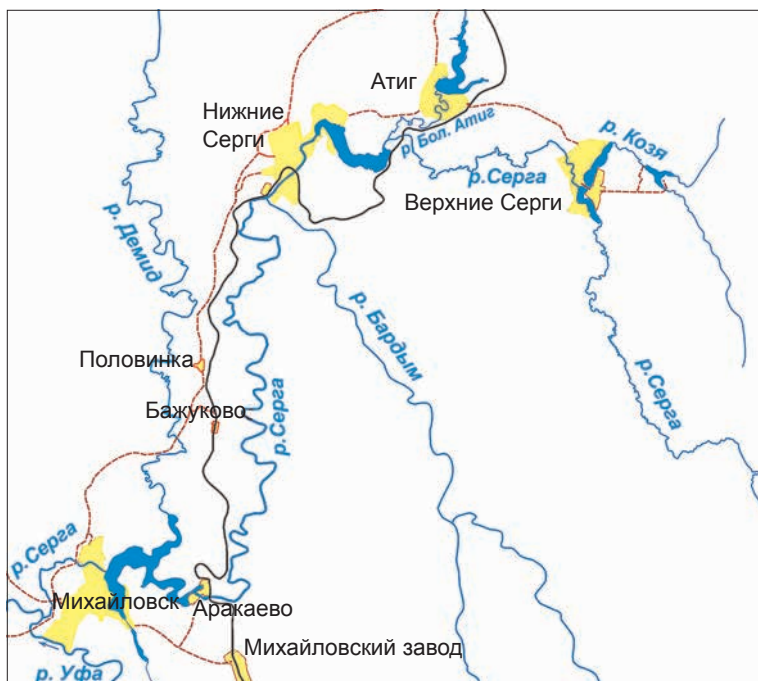 Атиг
Нижние
Серги
р. Бол. Атиг
р. Козя
р.Серга
Верхние Серги
р. Демид
р. Бардым
Половинка
р.Серга
р.Серга
Бажуково
р.Серга
Михайловск
Аракаево
Михайловский завод
р. Уфа